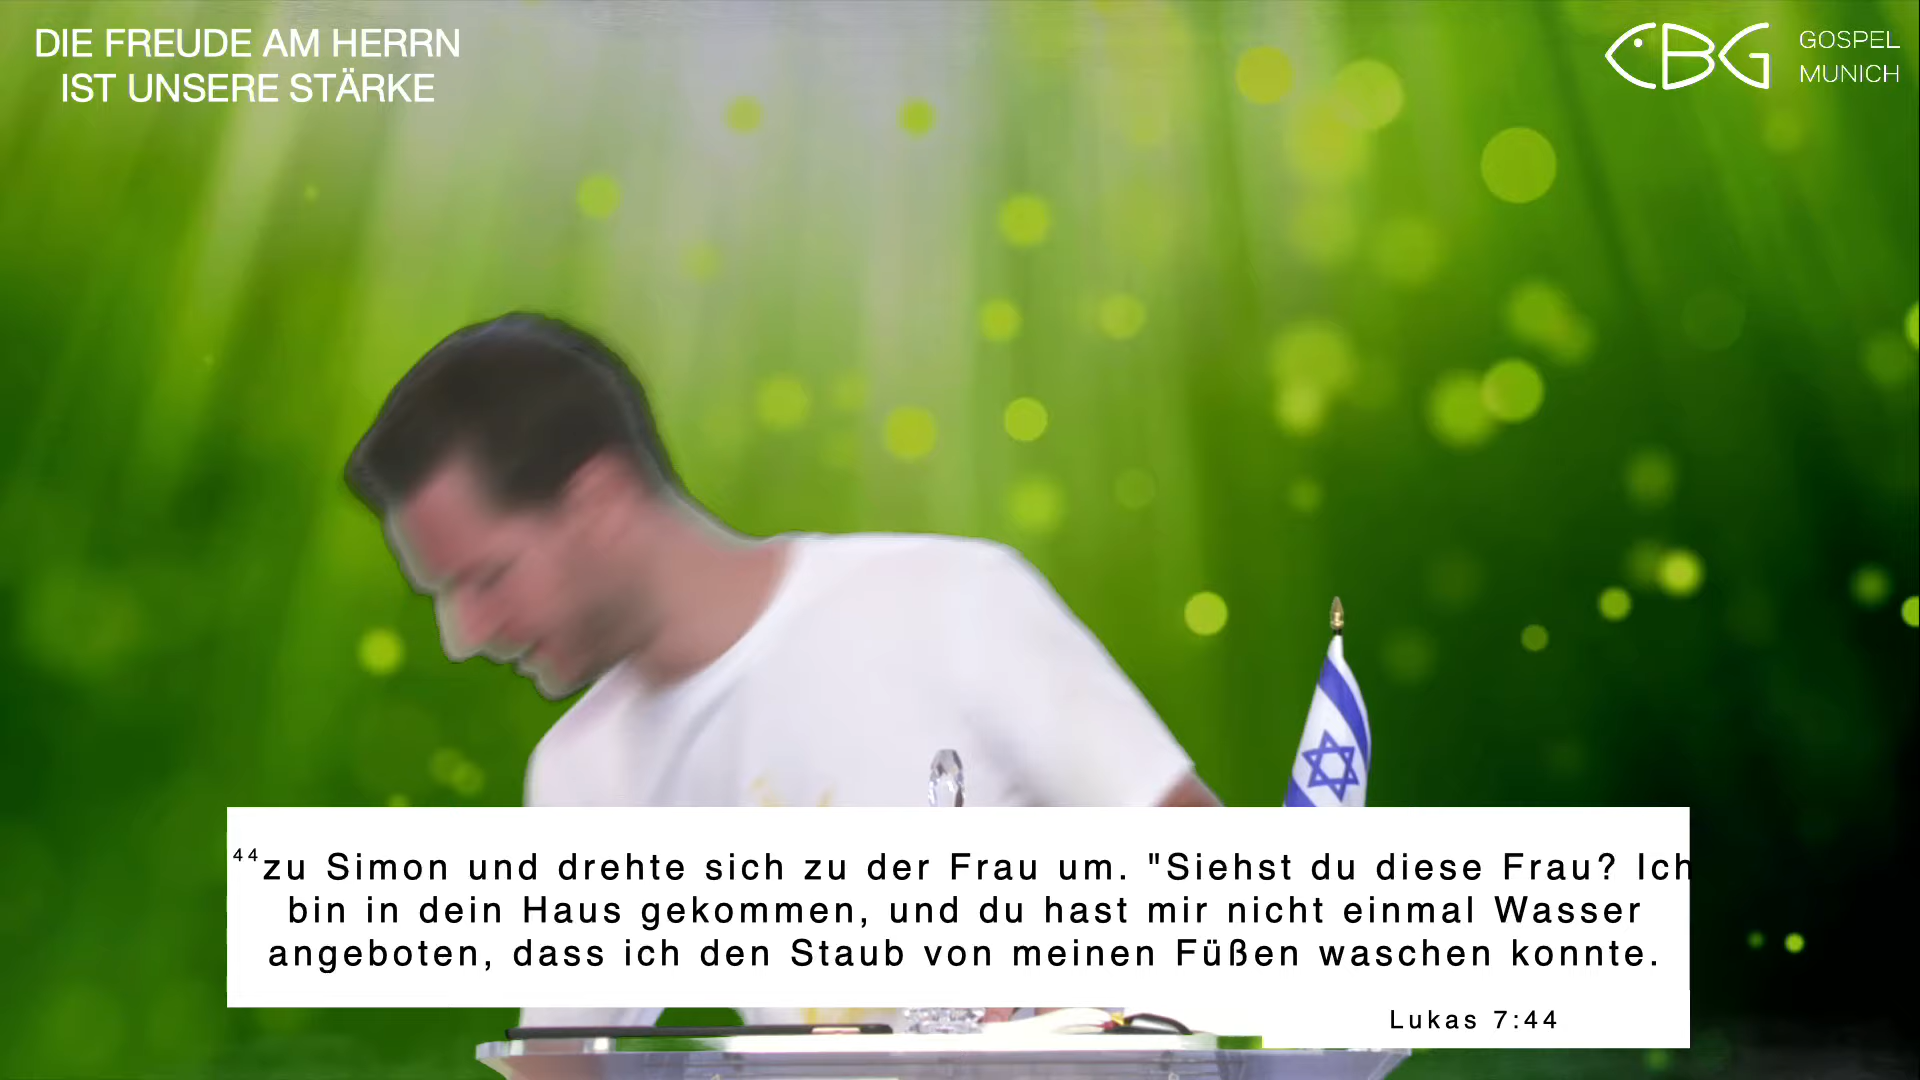 DIE FREUDE AM HERRN
IST UNSERE STÄRKE
CBG
GOSPEL
MUNICH
44 zu Simon und drehte sich zu der Frau um. "Siehst du diese Frau? Ich
bin in dein Haus gekommen, und du hast mir nicht einmal Wasser
angeboten, dass ich den Staub von meinen Füßen waschen konnte.
Lukas 7:44